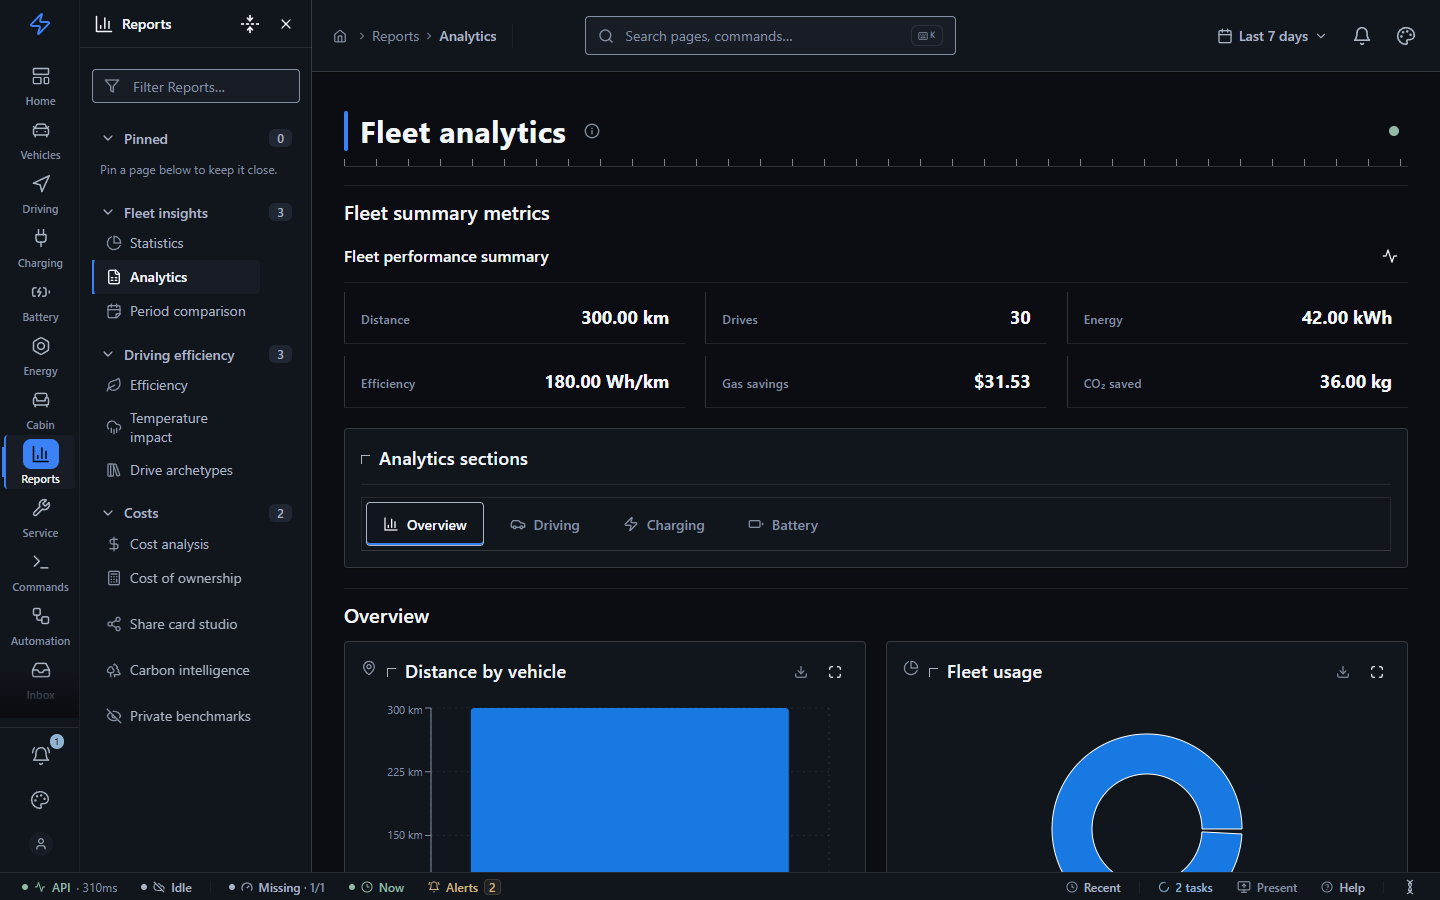 Reports
Reports
Analytics
Search pages, commands...
K
Last 7 days
Home
Vehicles
Driving
Charging
Battery
Energy
Cabin
Reports
Service
Commands
Automation
Inbox
1
Filter Reports...
Pinned
0
Pin a page below to keep it close.
Fleet insights
3
Statistics
Analytics
Period comparison
Driving efficiency
3
Efficiency
Temperature
impact
Drive archetypes
Costs
2
Cost analysis
Cost of ownership
Share card studio
Carbon intelligence
Private benchmarks
Fleet analytics
Fleet summary metrics
Fleet performance summary
Distance
300.00 km
Drives
30
Energy
42.00 kWh
Efficiency
180.00 Wh/km
Gas savings
$31.53
CO₂ saved
36.00 kg
Analytics sections
Overview
Driving
Charging
Battery
Overview
Distance by vehicle
300 km
225 km
150 km
Fleet usage
API · 310ms
Idle
Missing · 1/1
Now
Alerts 2
Recent
2 tasks
Present
Help